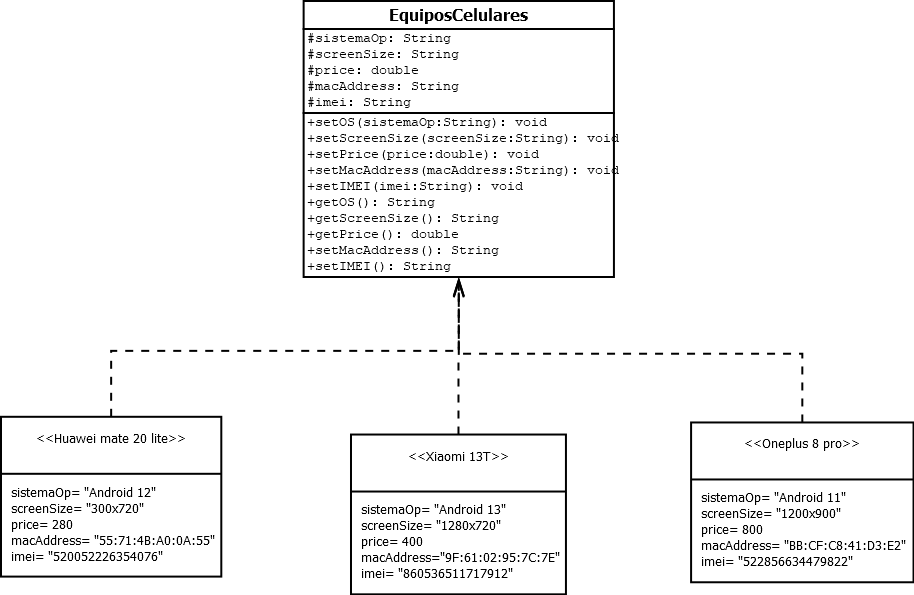 EquiposCelulares
#sistemaOp: String
#screenSize: String
#price: double
#macAddress: String
#imei: String
+setOS(sistemaOp:String): void
+setScreenSize(screenSize:String): void
+setPrice(price:double): void
+setMacAddress(macAddress:String): void
+setIMEI(imei:String): void
+getOS(): String
+getScreenSize(): String
+getPrice(): double
+setMacAddress(): String
+setIMEI(): String
<<Huawei mate 20 lite>>
sistemaOp= "Android 12"
screenSize= "300x720"
price= 280
macAddress= "55:71:4B:A0:0A:55"
imei= "520052226354076"
<<Xiaomi 13T>>
sistemaOp= "Android 13"
screenSize= "1280x720"
price= 400
macAddress="9F:61:02:95:7C:7E"
imei= "860536511717912"
<<Oneplus 8 pro>>
sistemaOp= "Android 11"
screenSize= "1200x900"
price= 800
macAddress= "BB:CF:C8:41:D3:E2"
imei= "522856634479822"